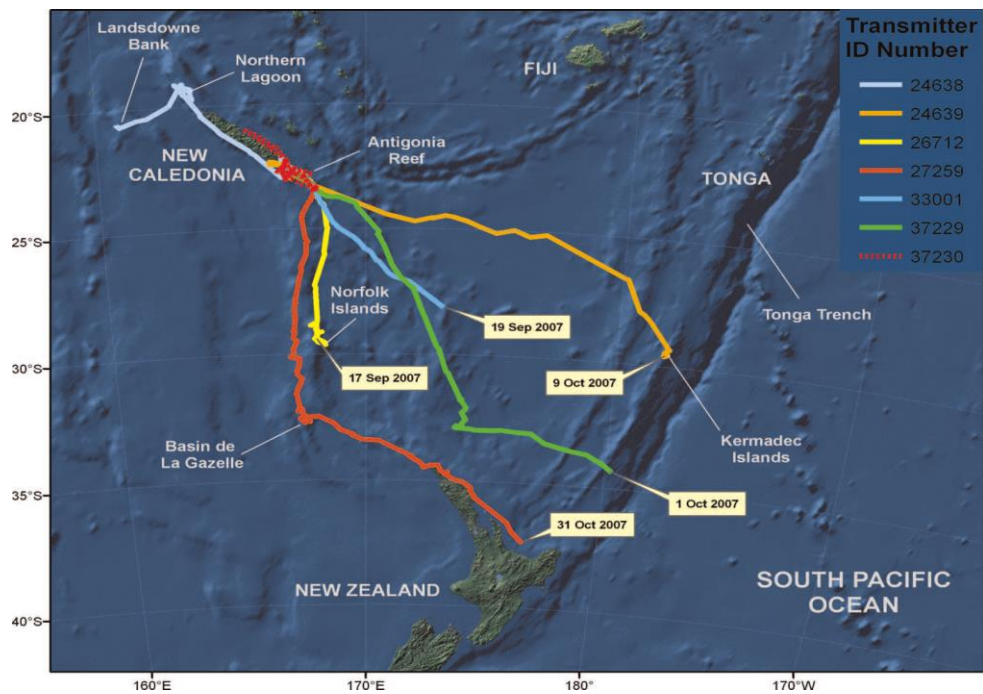 Landsdowne
Bank
Northern
Lagoon
FIJI
Transmitter
ID Number
24638
24639
26712
27259
33001
37229
37230
20°S
25°S
30°S
35°S
40°S
NEW
CALEDONIA
Antigonia
Reef
TONGA
Norfolk
Islands
19 Sep 2007
Tonga Trench
17 Sep 2007
9 Oct 2007
Basin de
La Gazelle
Kermadec
Islands
1 Oct 2007
31 Oct 2007
NEW ZEALAND
SOUTH PACIFIC
OCEAN
160°E
170°E
180°
170°W